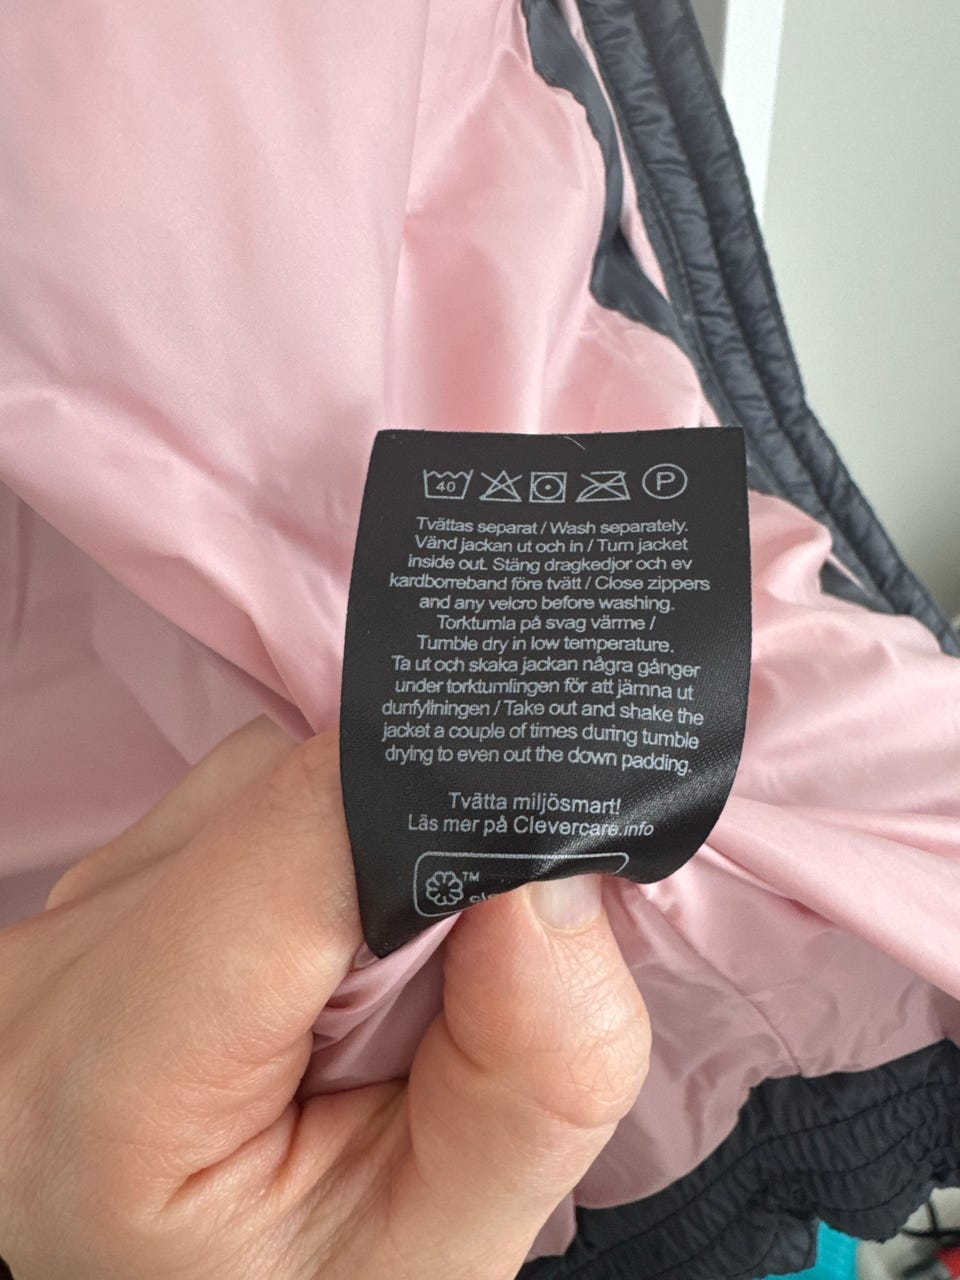 40 P
Tvättas separat / Wash separately.
Vänd jackan ut och in / Turn jacket
inside out. Stäng dragkedjor och ev
kardborreband före tvätt / Close zippers
and any velcro before washing.
Torktumla på svag värme /
Tumble dry in low temperature.
Ta ut och skaka jackan några gånger
under torktumlingen för att jämna ut
dunfyllningen / Take out and shake the
jacket a couple of times during tumble
drying to even out the down padding.
Tvätta miljösmart!
Läs mer på Clevercare.info
TM